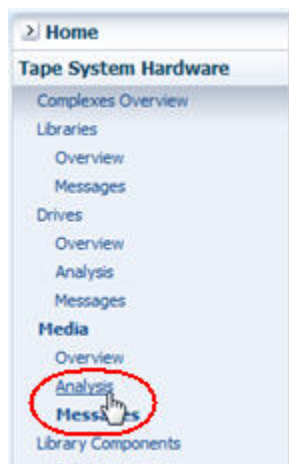 Home
Tape System Hardware
Complexes Overview
Libraries
Overview
Messages
Drives
Overview
Analysis
Messages
Media
Overview
Analysis
Messages
Library Components